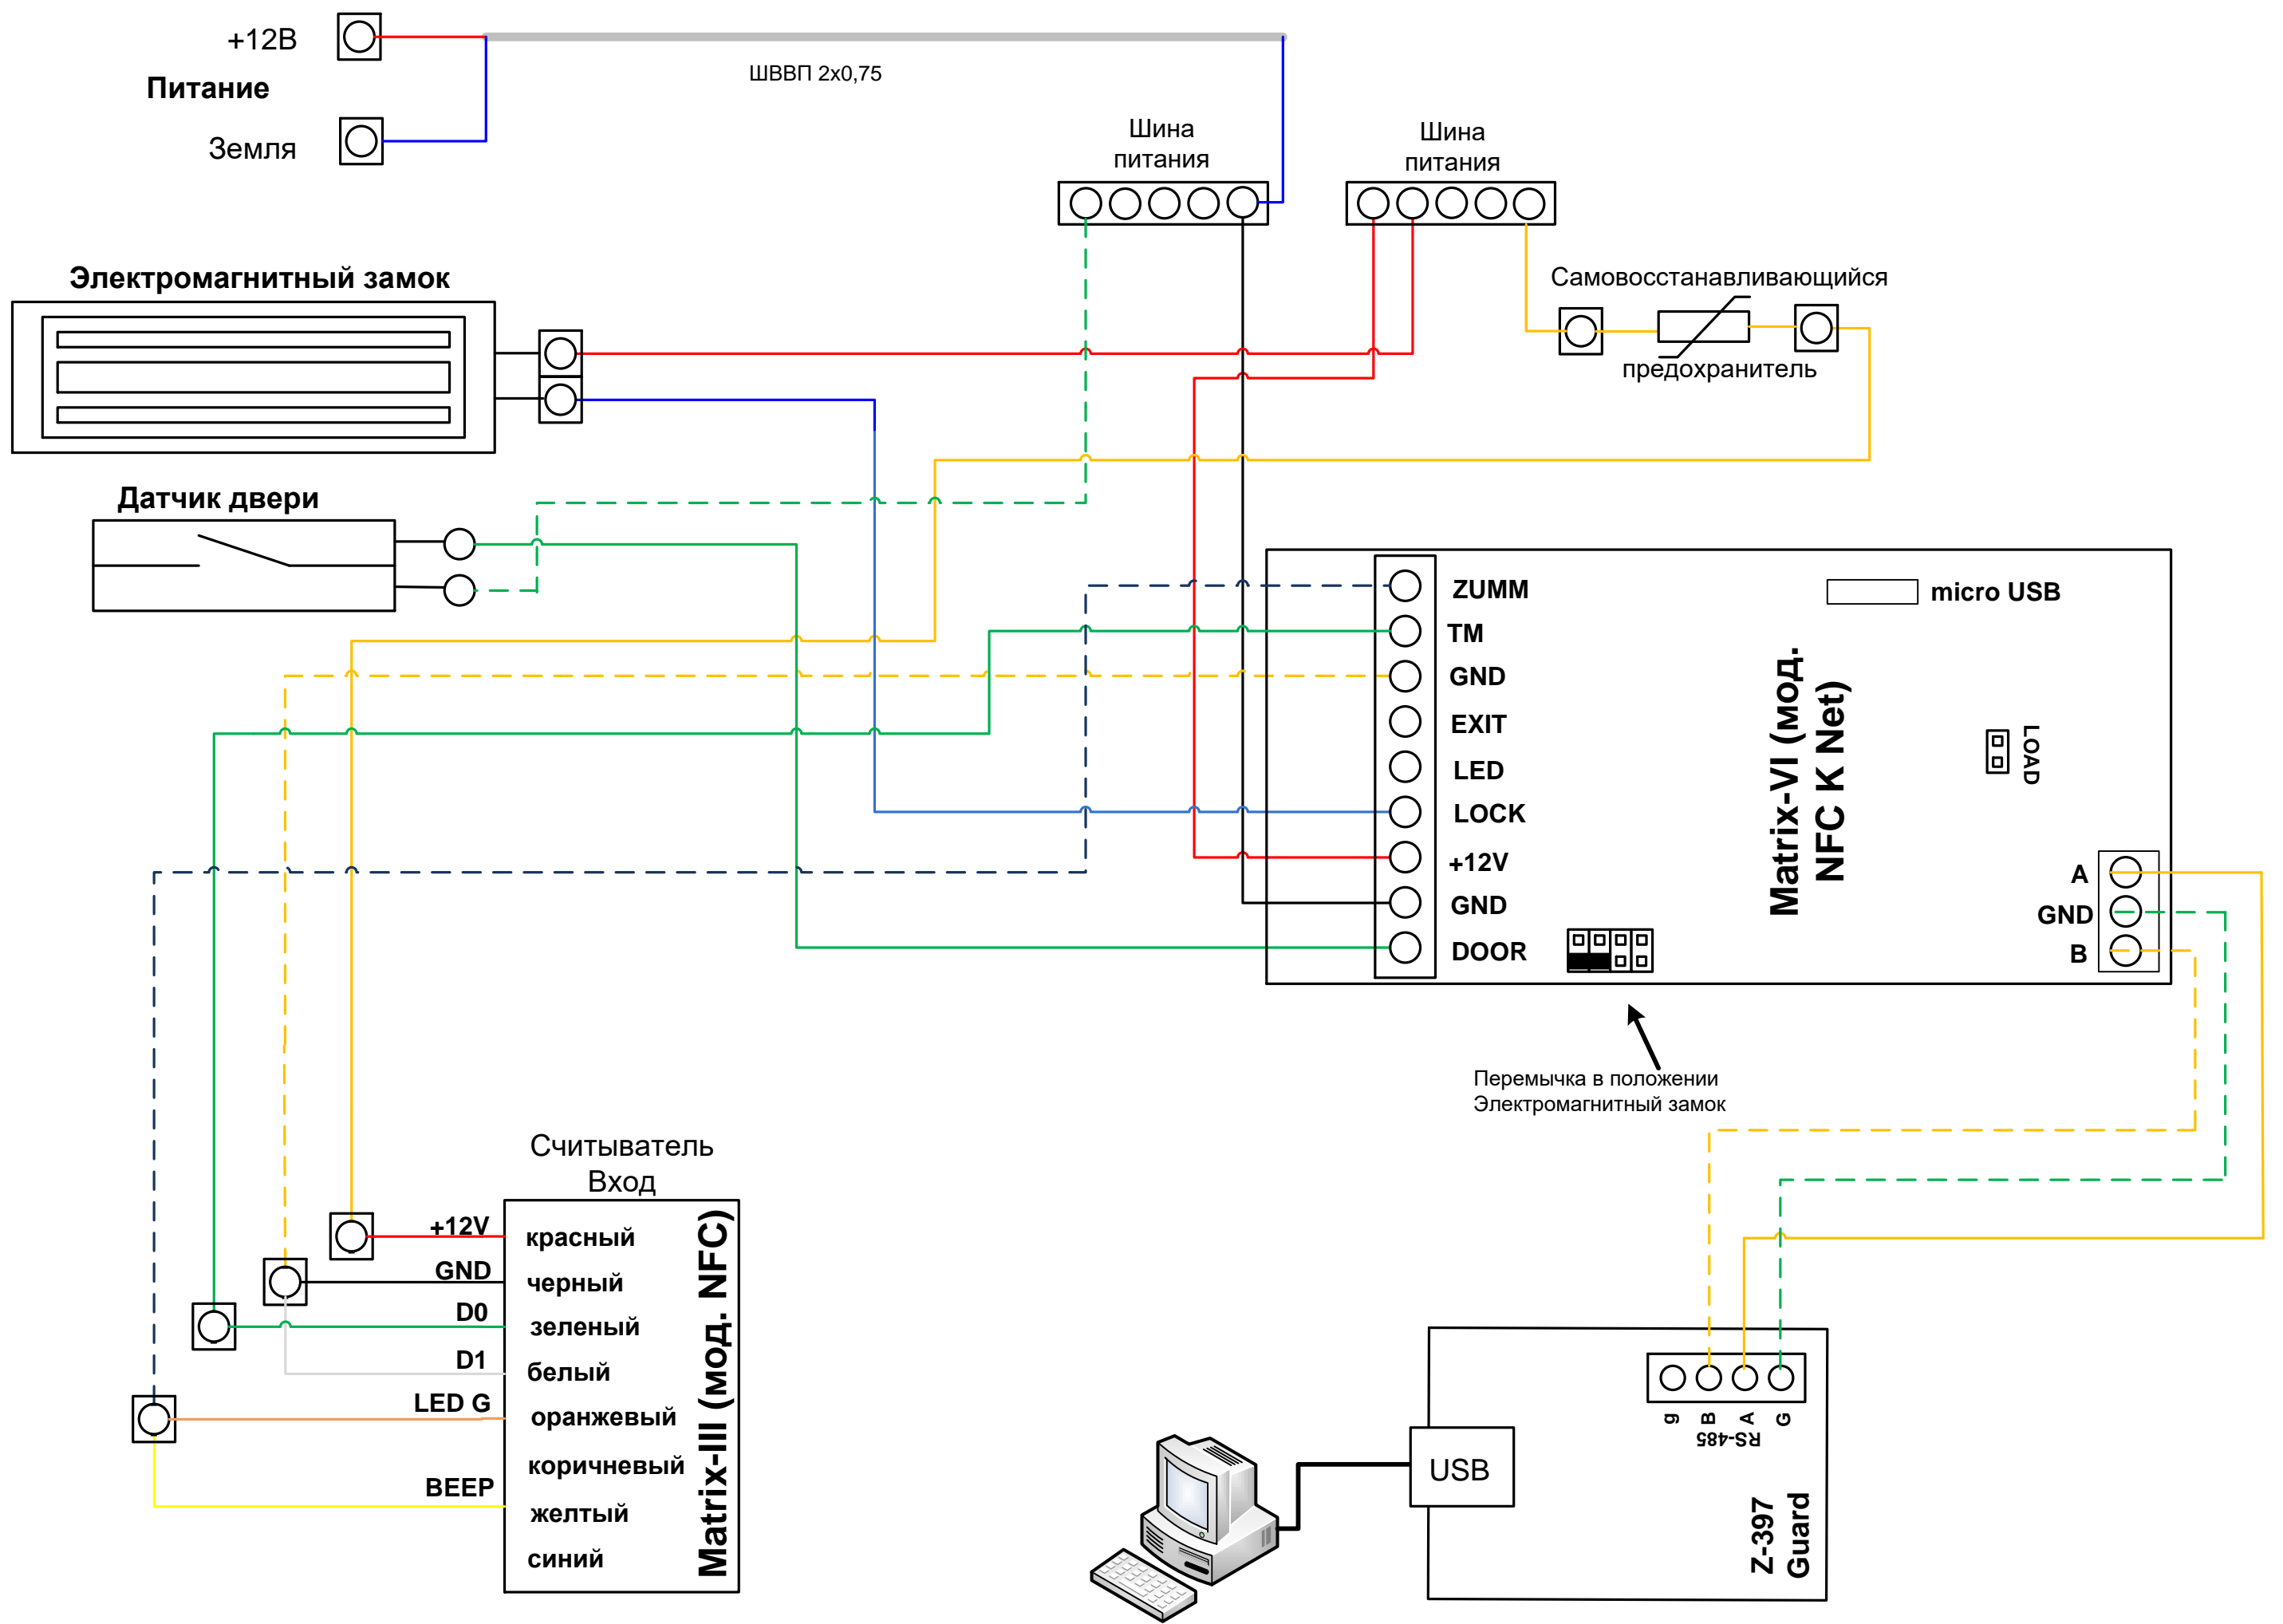 +12В
Питание
Земля
ШВВП 2х0,75
Шина
питания
Шина
питания
Электромагнитный замок
Самовосстанавливающийся
предохранитель
Датчик двери
ZUMM
TM
GND
EXIT
LED
LOCK
+12V
GND
DOOR
micro USB
Matrix-VI (мод.
NFC K Net)
LOAD
A
GND
B
Перемычка в положении
Электромагнитный замок
Считыватель
Вход
+12V
GND
D0
D1
LED G
BEEP
красный
черный
зеленый
белый
оранжевый
коричневый
желтый
синий
Matrix-III (мод. NFC)
g
B
A
G
RS-485
USB
Z-397
Guard